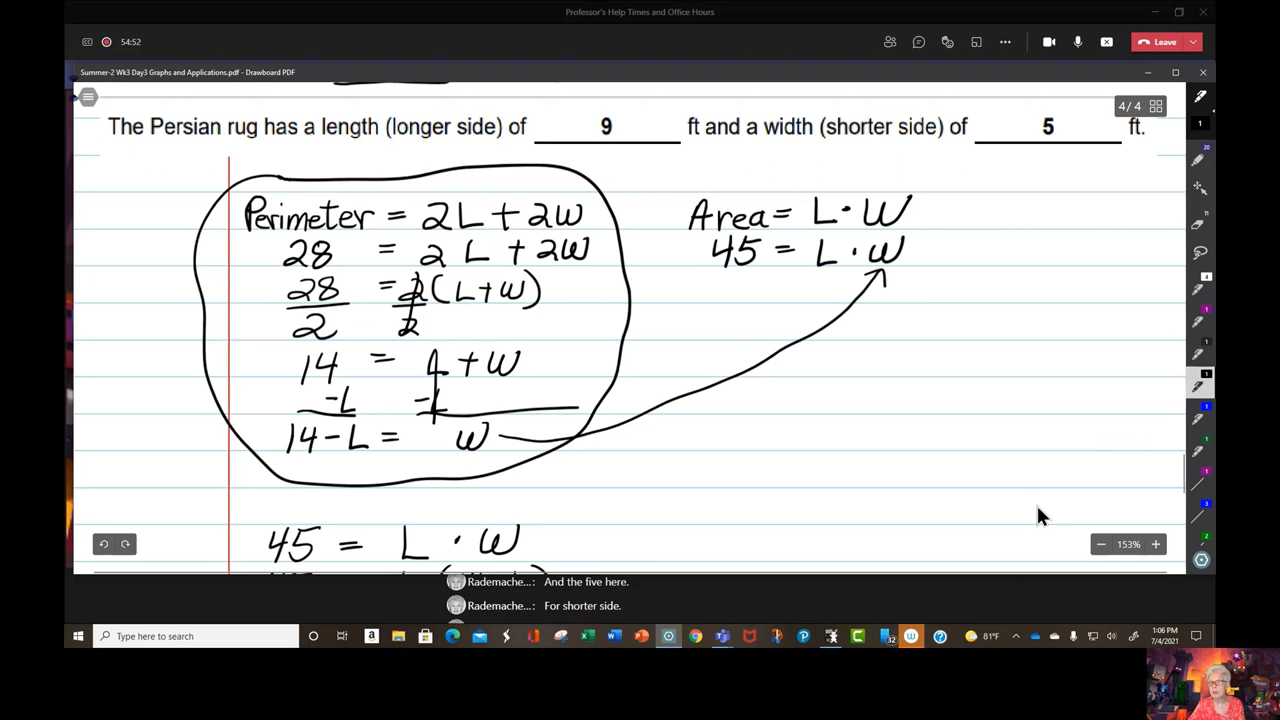 Professor's Help Times and Office Hours
54:52
Leave
Summer-2 Wk3 Day3 Graphs and Applications.pdf - Drawboard PDF
4/4
The Persian rug has a length (longer side) of 9 ft and a width (shorter side) of 5 ft.
Perimeter = 2L + 2W
28 = 2L + 2W
28 = 2(L+W)
2 2
14 = L + W
-L -L
14 - L = W
Area = L · W
45 = L · W
45 = L · W
153%
Rademache...: And the five here.
Rademache...: For shorter side.
Type here to search
81°F
1:06 PM
7/4/2021